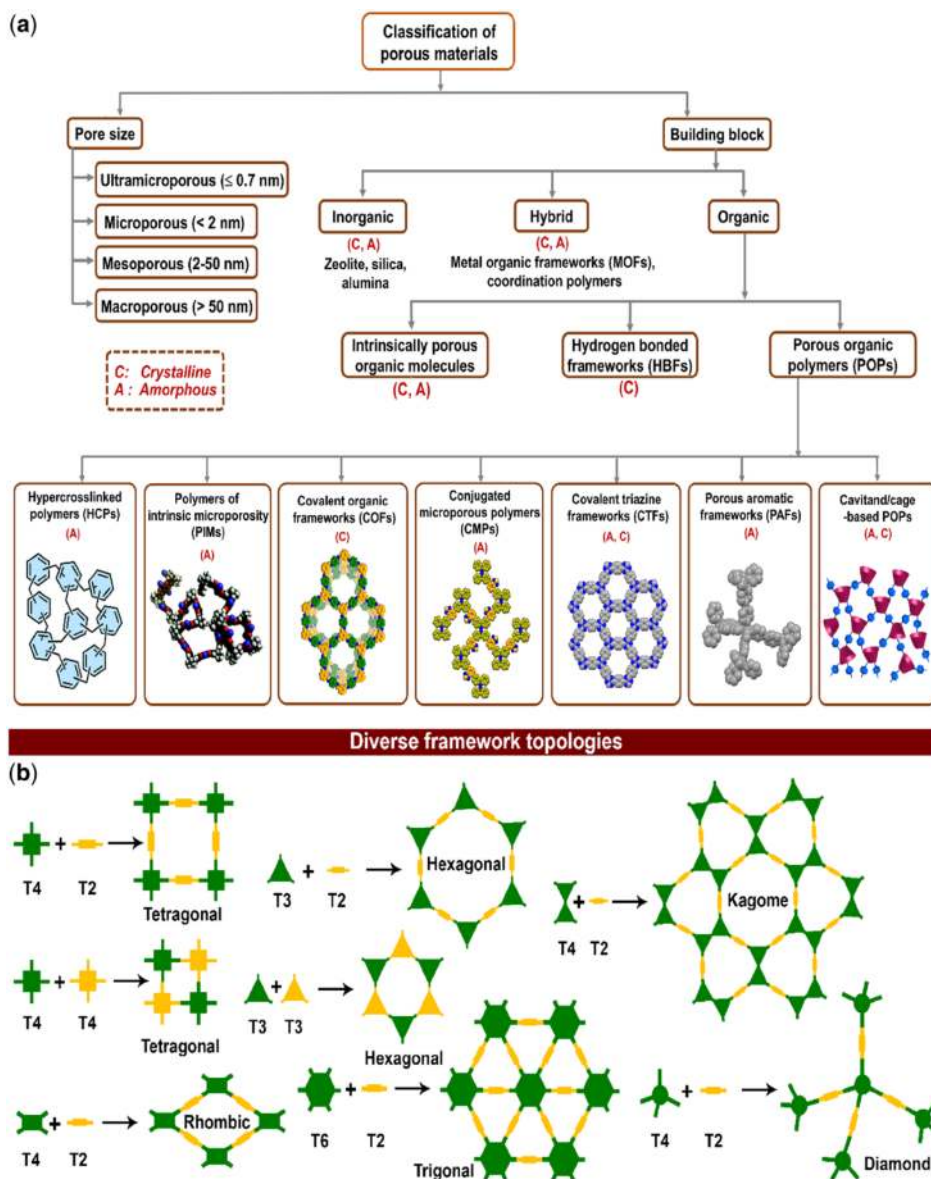 (a)
Classification of
porous materials
Pore size
Building block
Ultramicroporous (≤ 0.7 nm)
Microporous (< 2 nm)
Mesoporous (2-50 nm)
Macroporous (> 50 nm)
Inorganic
(C, A)
Zeolite, silica,
alumina
Hybrid
(C, A)
Metal organic frameworks (MOFs),
coordination polymers
Organic
C: Crystalline
A : Amorphous
Intrinsically porous
organic molecules
(C, A)
Hydrogen bonded
frameworks (HBFs)
(C)
Porous organic
polymers (POPs)
Hypercrosslinked
polymers (HCPs)
(A)
Polymers of
intrinsic microporosity
(PIMs)
(A)
Covalent organic
frameworks (COFs)
(C)
Conjugated
microporous polymers
(CMPs)
(A)
Covalent triazine
frameworks (CTFs)
(A, C)
Porous aromatic
frameworks (PAFs)
(A)
Cavitand/cage
-based POPs
(A, C)
Diverse framework topologies
(b)
T4 + T2
Tetragonal
T3 + T2
Hexagonal
T4 + T2
Kagome
T4 + T4
Tetragonal
T3 + T3
Hexagonal
T4 + T2
Rhombic
T6 + T2
Trigonal
T4 + T2
Diamond